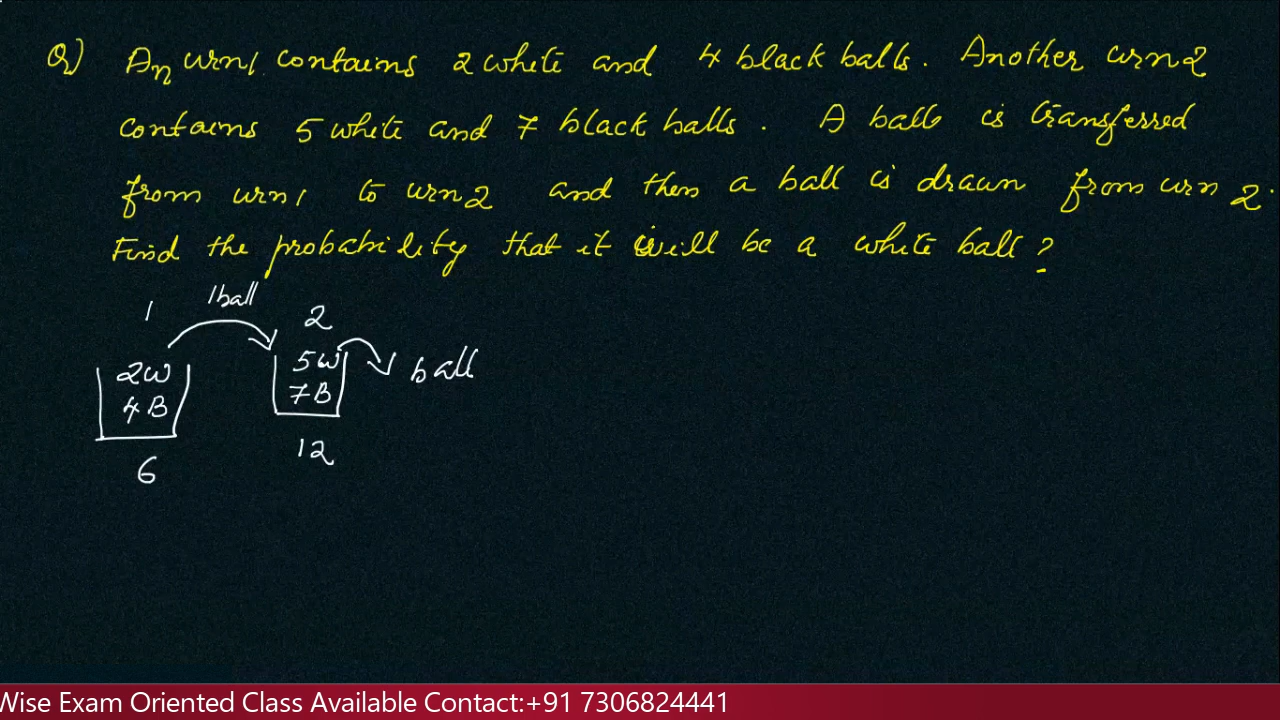 Q) An urn1 contains 2 white and 4 black balls. Another urn2
contains 5 white and 7 black balls. A ball is transferred
from urn1 to urn2 and then a ball is drawn from urn 2.
Find the probability that it will be a white ball?
1 1ball 2
2W
4B
5W
7B
ball
6
12
Wise Exam Oriented Class Available Contact:+91 7306824441